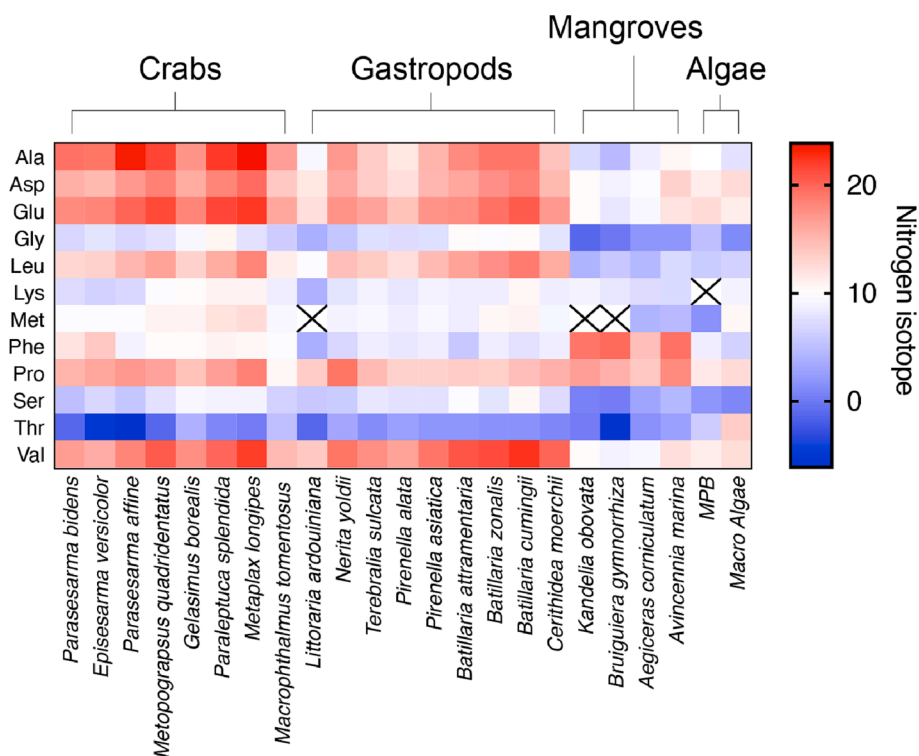 Mangroves
Crabs
Gastropods
Algae
Ala
Asp
Glu
Gly
Leu
Lys
Met
Phe
Pro
Ser
Thr
Val
20
10
0
Nitrogen isotope
Parasesarma bidens
Episesarma versicolor
Parasesarma affine
Metopograpsus quadridentatus
Gelasimus borealis
Paraleptuca splendida
Metaplax longipes
Macrophthalmus tomentosus
Littoraria ardouiniana
Nerita yoldii
Terebralia sulcata
Pirenella alata
Pirenella asiatica
Batillaria attramentaria
Batillaria zonalis
Batillaria cumingii
Cerithidea moerchii
Kandelia obovata
Bruiguiera gymnorrhiza
Aegiceras corniculatum
Avincennia marina
MPB
Macro Algae